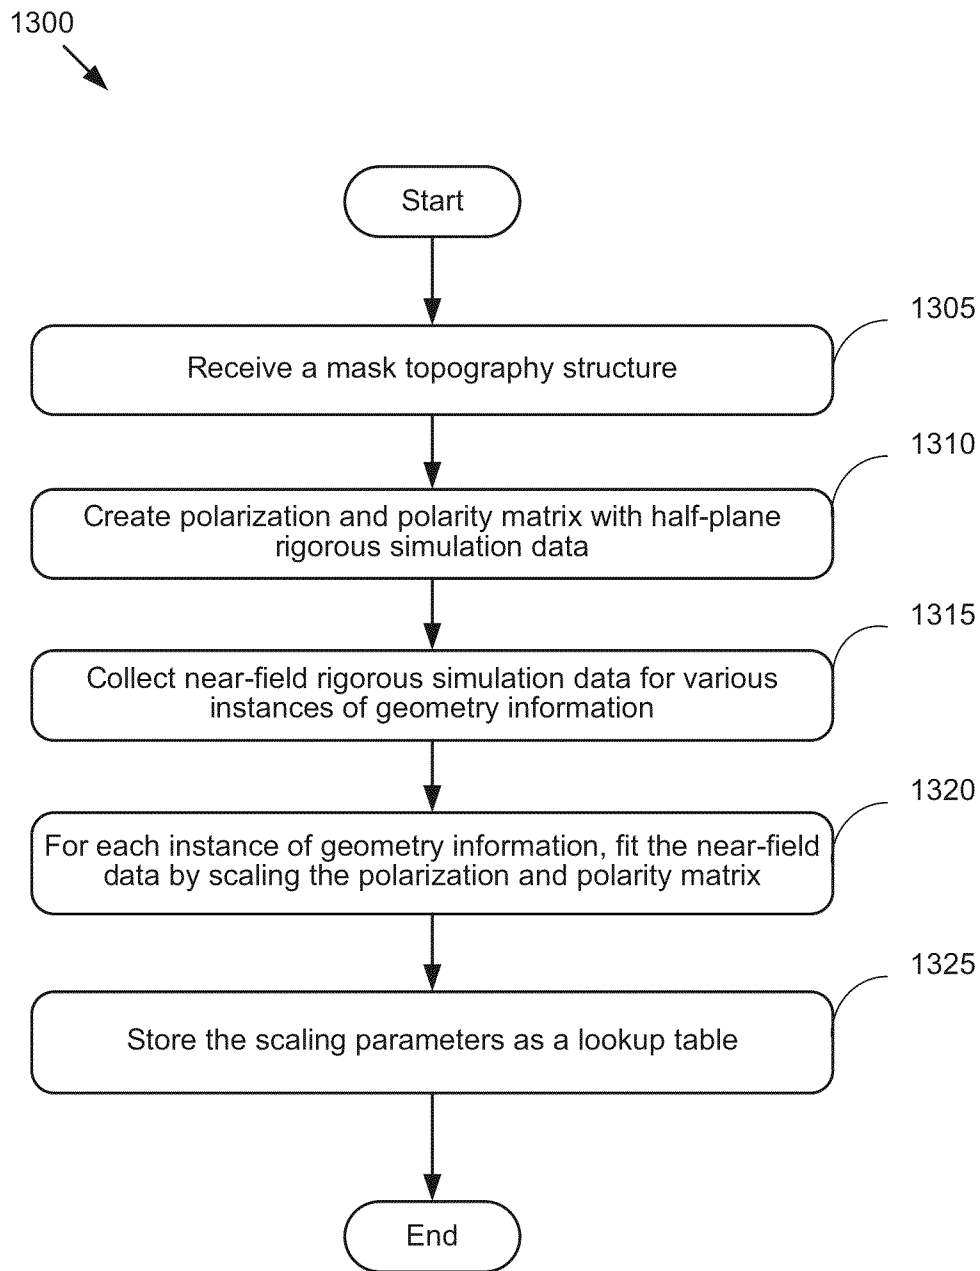 1300
Start
1305
Receive a mask topography structure
1310
Create polarization and polarity matrix with half-plane
rigorous simulation data
1315
Collect near-field rigorous simulation data for various
instances of geometry information
1320
For each instance of geometry information, fit the near-field
data by scaling the polarization and polarity matrix
1325
Store the scaling parameters as a lookup table
End